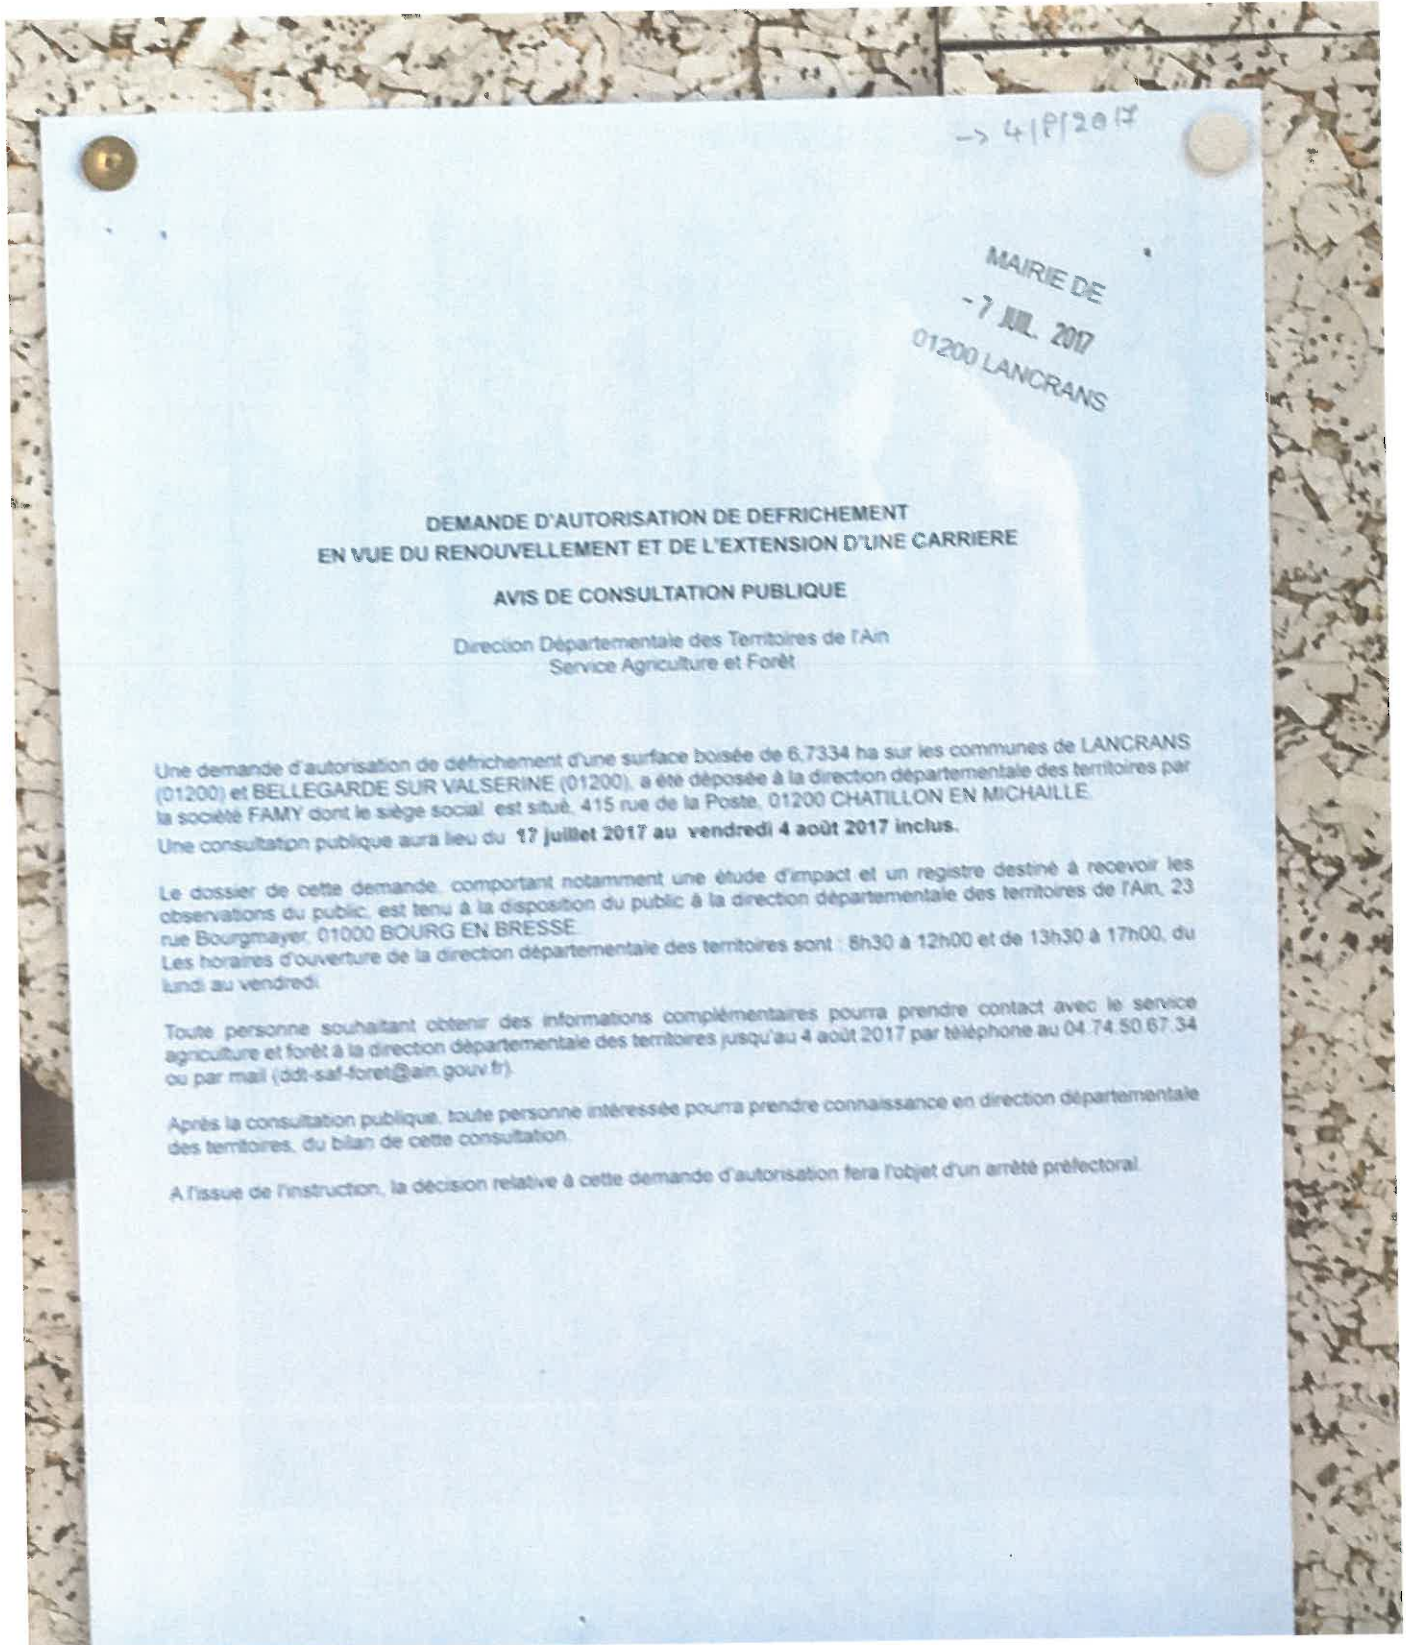 -> 4/8/2017
MAIRIE DE
- 7 JUIL. 2017
01200 LANCRANS
DEMANDE D'AUTORISATION DE DEFRICHEMENT
EN VUE DU RENOUVELLEMENT ET DE L'EXTENSION D'UNE CARRIERE
AVIS DE CONSULTATION PUBLIQUE
Direction Départementale des Territoires de l'Ain
Service Agriculture et Forêt
Une demande d'autorisation de défrichement d'une surface boisée de 6,7334 ha sur les communes de LANCRANS
(01200) et BELLEGARDE SUR VALSERINE (01200), a été déposée à la direction départementale des territoires par
la société FAMY dont le siège social est situé, 415 rue de la Poste, 01200 CHATILLON EN MICHAILLE.
Une consultation publique aura lieu du 17 juillet 2017 au vendredi 4 août 2017 inclus.
Le dossier de cette demande, comportant notamment une étude d'impact et un registre destiné à recevoir les
observations du public, est tenu à la disposition du public à la direction départementale des territoires de l'Ain, 23
rue Bourgmayer, 01000 BOURG EN BRESSE.
Les horaires d'ouverture de la direction départementale des territoires sont : 8h30 à 12h00 et de 13h30 à 17h00, du
lundi au vendredi.
Toute personne souhaitant obtenir des informations complémentaires pourra prendre contact avec le service
agriculture et forêt à la direction départementale des territoires jusqu'au 4 août 2017 par téléphone au 04.74.50.67.34
ou par mail (ddt-saf-foret@ain.gouv.fr).
Après la consultation publique, toute personne intéressée pourra prendre connaissance en direction départementale
des territoires, du bilan de cette consultation.
A l'issue de l'instruction, la décision relative à cette demande d'autorisation fera l'objet d'un arrêté préfectoral.